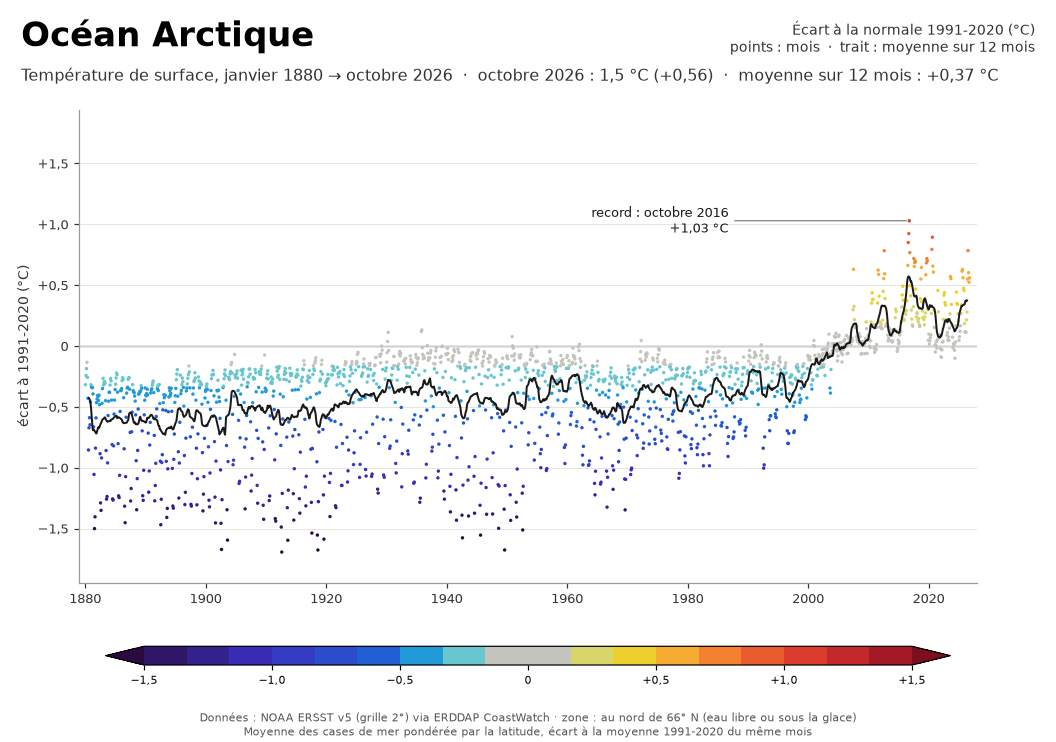 Océan Arctique
Écart à la normale 1991-2020 (°C)
points : mois · trait : moyenne sur 12 mois
Température de surface, janvier 1880 → octobre 2026 · octobre 2026 : 1,5 °C (+0,56) · moyenne sur 12 mois : +0,37 °C
écart à 1991-2020 (°C)
+1,5
+1,0
+0,5
0
−0,5
−1,0
−1,5
record : octobre 2016
+1,03 °C
1880 1900 1920 1940 1960 1980 2000 2020
−1,5 −1,0 −0,5 0 +0,5 +1,0 +1,5
Données : NOAA ERSST v5 (grille 2°) via ERDDAP CoastWatch · zone : au nord de 66° N (eau libre ou sous la glace)
Moyenne des cases de mer pondérée par la latitude, écart à la moyenne 1991-2020 du même mois